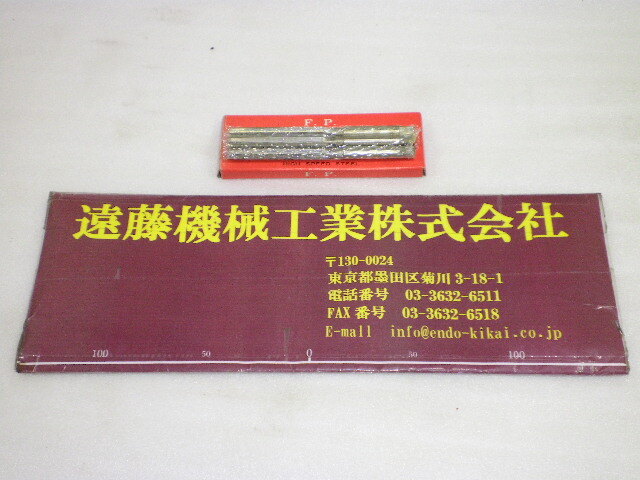 F. P.
HIGH SPEED STEEL
F. P.
遠藤機械工業株式会社
〒130-0024
東京都墨田区菊川 3-18-1
電話番号 03-3632-6511
FAX 番号 03-3632-6518
E-mail info@endo-kikai.co.jp
100 50 0 50 100